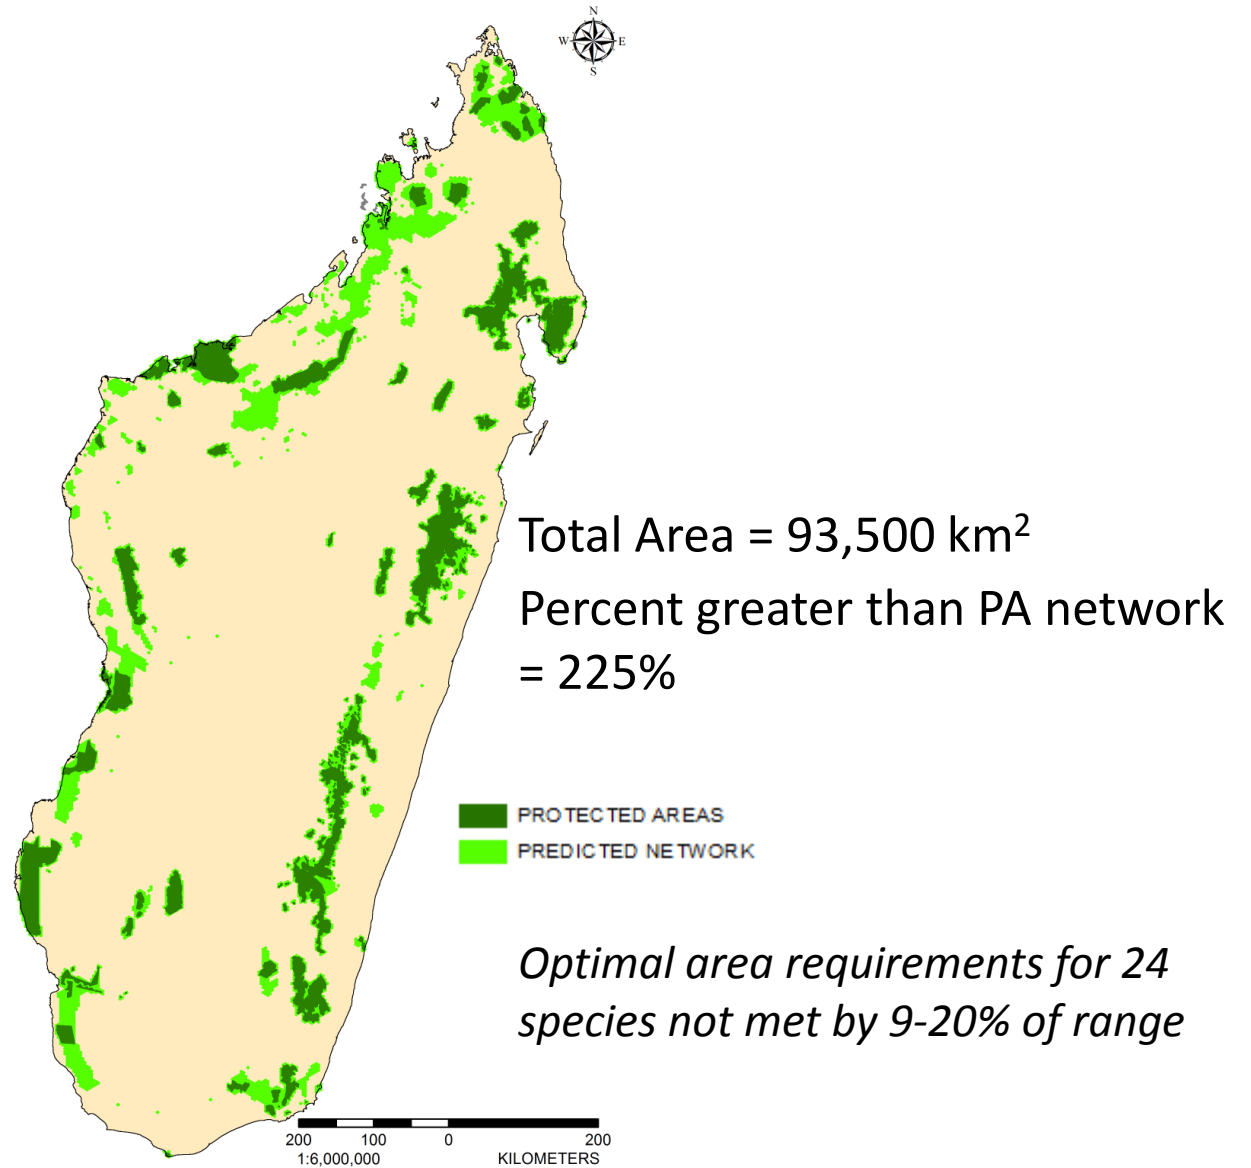 N
W E
S
Total Area = 93,500 km²
Percent greater than PA network
= 225%
PROTECTED AREAS
PREDICTED NETWORK
Optimal area requirements for 24
species not met by 9-20% of range
200 100 0 200
1:6,000,000 KILOMETERS